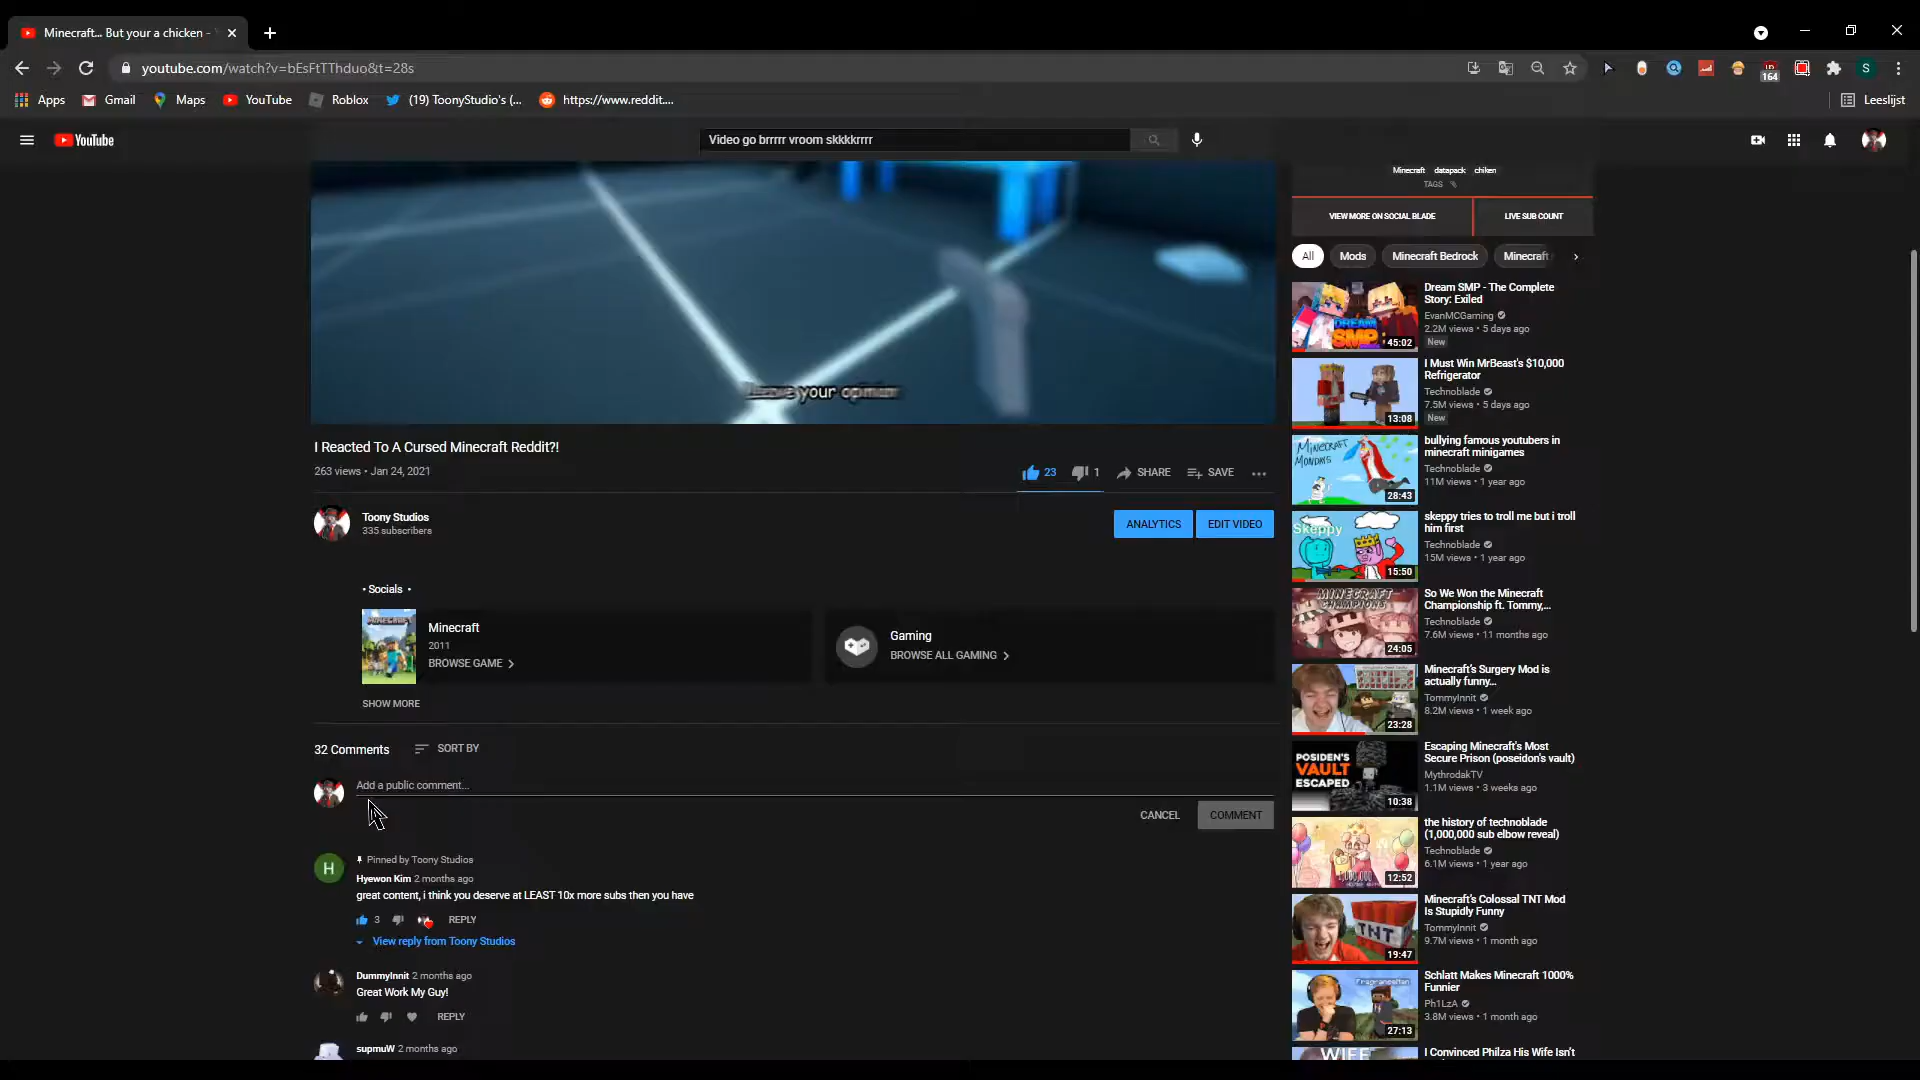 Minecraft... But your a chicken -
youtube.com/watch?v=bEsFtTThduo&t=28s
164
S
Apps
Gmail
Maps
YouTube
Roblox
(19) ToonyStudio's (...
https://www.reddit....
Leeslijst
YouTube
Video go brrrrr vroom skkkkrrrr
your opinion
I Reacted To A Cursed Minecraft Reddit?!
263 views • Jan 24, 2021
23
1
SHARE
SAVE
Toony Studios
335 subscribers
ANALYTICS
EDIT VIDEO
• Socials •
Minecraft
2011
BROWSE GAME
Gaming
BROWSE ALL GAMING
SHOW MORE
32 Comments
SORT BY
Add a public comment...
CANCEL
COMMENT
H
Pinned by Toony Studios
Hyewon Kim 2 months ago
great content, i think you deserve at LEAST 10x more subs then you have
3
REPLY
View reply from Toony Studios
DummyInnit 2 months ago
Great Work My Guy!
REPLY
supmuW 2 months ago
Minecraft datapack chiken
TAGS
VIEW MORE ON SOCIAL BLADE
LIVE SUB COUNT
All
Mods
Minecraft Bedrock
Minecraft
DREAM
SMP
45:02
Dream SMP - The Complete
Story: Exiled
EvanMCGaming
2.2M views • 5 days ago
New
13:08
I Must Win MrBeast's $10,000
Refrigerator
Technoblade
7.5M views • 5 days ago
New
MINECRAFT
MONDAYS
28:43
bullying famous youtubers in
minecraft minigames
Technoblade
11M views • 1 year ago
Skeppy
15:50
skeppy tries to troll me but i troll
him first
Technoblade
15M views • 1 year ago
MINECRAFT
CHAMPIONS
24:05
So We Won the Minecraft
Championship ft. Tommy,...
Technoblade
7.6M views • 11 months ago
23:28
Minecraft's Surgery Mod is
actually funny...
TommyInnit
8.2M views • 1 week ago
POSIDEN'S
VAULT
ESCAPED
10:38
Escaping Minecraft's Most
Secure Prison (poseidon's vault)
MythrodakTV
1.1M views • 3 weeks ago
12:52
the history of technoblade
(1,000,000 sub elbow reveal)
Technoblade
6.1M views • 1 year ago
TNT
19:47
Minecraft's Colossal TNT Mod
Is Stupidly Funny
TommyInnit
9.7M views • 1 month ago
27:13
Schlatt Makes Minecraft 1000%
Funnier
Ph1LzA
3.8M views • 1 month ago
WIFE
I Convinced Philza His Wife Isn't